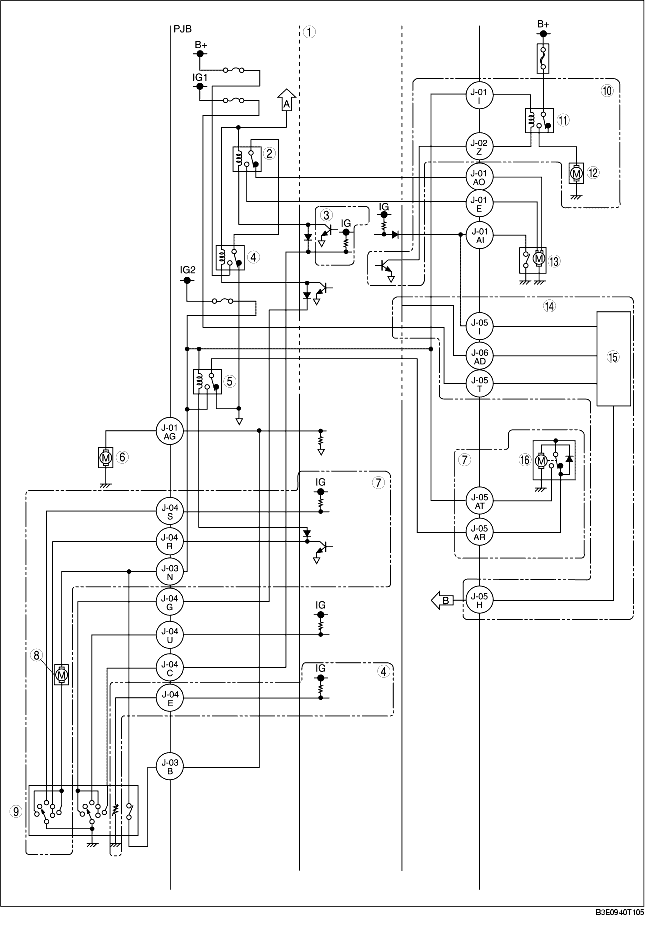 PJB
①
B+
B+
IG1
A
J-01
I
⑩
②
⑪
J-02
Z
⑫
J-01
AO
J-01
E
③
IG
IG
J-01
AI
④
⑬
IG2
⑭
J-05
I
J-06
AD
⑮
J-05
T
⑤
J-01
AG
⑥
⑦
⑯
M
M
M
M
IG
⑦
J-05
AT
J-04
S
J-05
AR
J-04
R
J-03
N
J-04
G
B
J-05
H
IG
J-04
U
⑧
M
J-04
C
IG
④
J-04
E
J-03
B
⑨
B3E0940T105